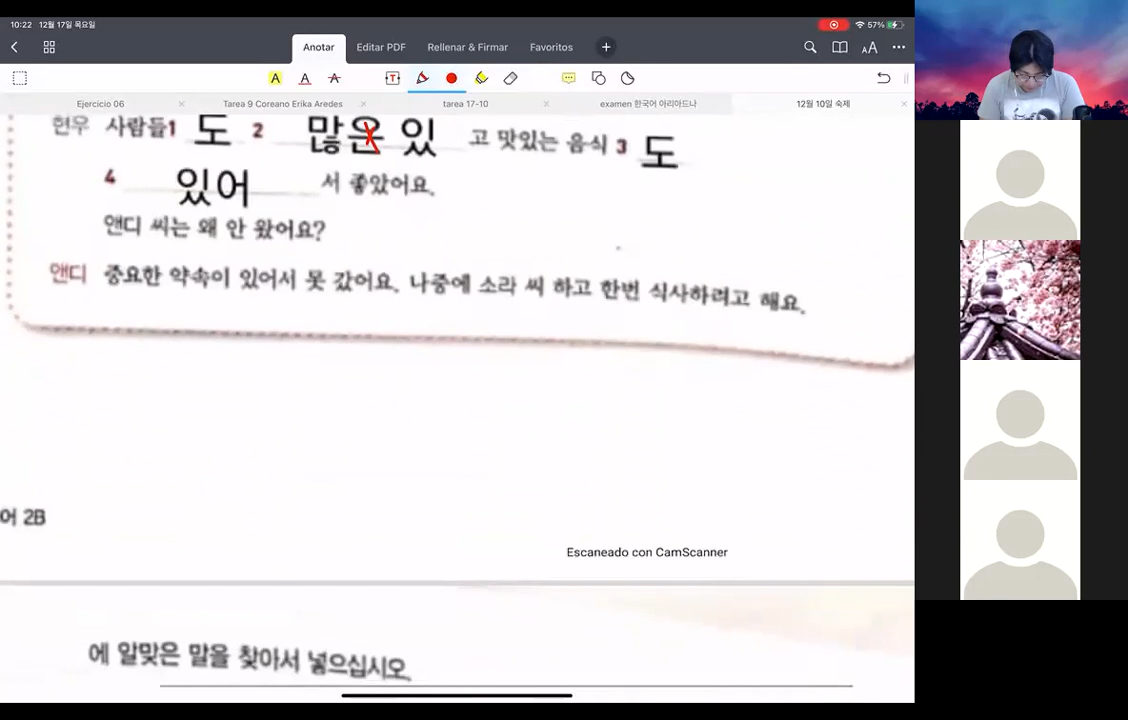 10:22 12월 17일 목요일
57%
Anotar Editar PDF Rellenar & Firmar Favoritos
AA
A A A T
Ejercicio 06 Tarea 9 Coreano Erika Aredes tarea 17-10 examen 한국어 아리아드나 12월 10일 숙제
현우 사람들1 도 2 많은 있 고 맛있는 음식 3 도
4 있어 서 좋았어요.
앤디 씨는 왜 안 왔어요?
앤디 중요한 약속이 있어서 못 갔어요. 나중에 소라 씨 하고 한번 식사하려고 해요.
어 2B
Escaneado con CamScanner
에 알맞은 말을 찾아서 넣으십시오.